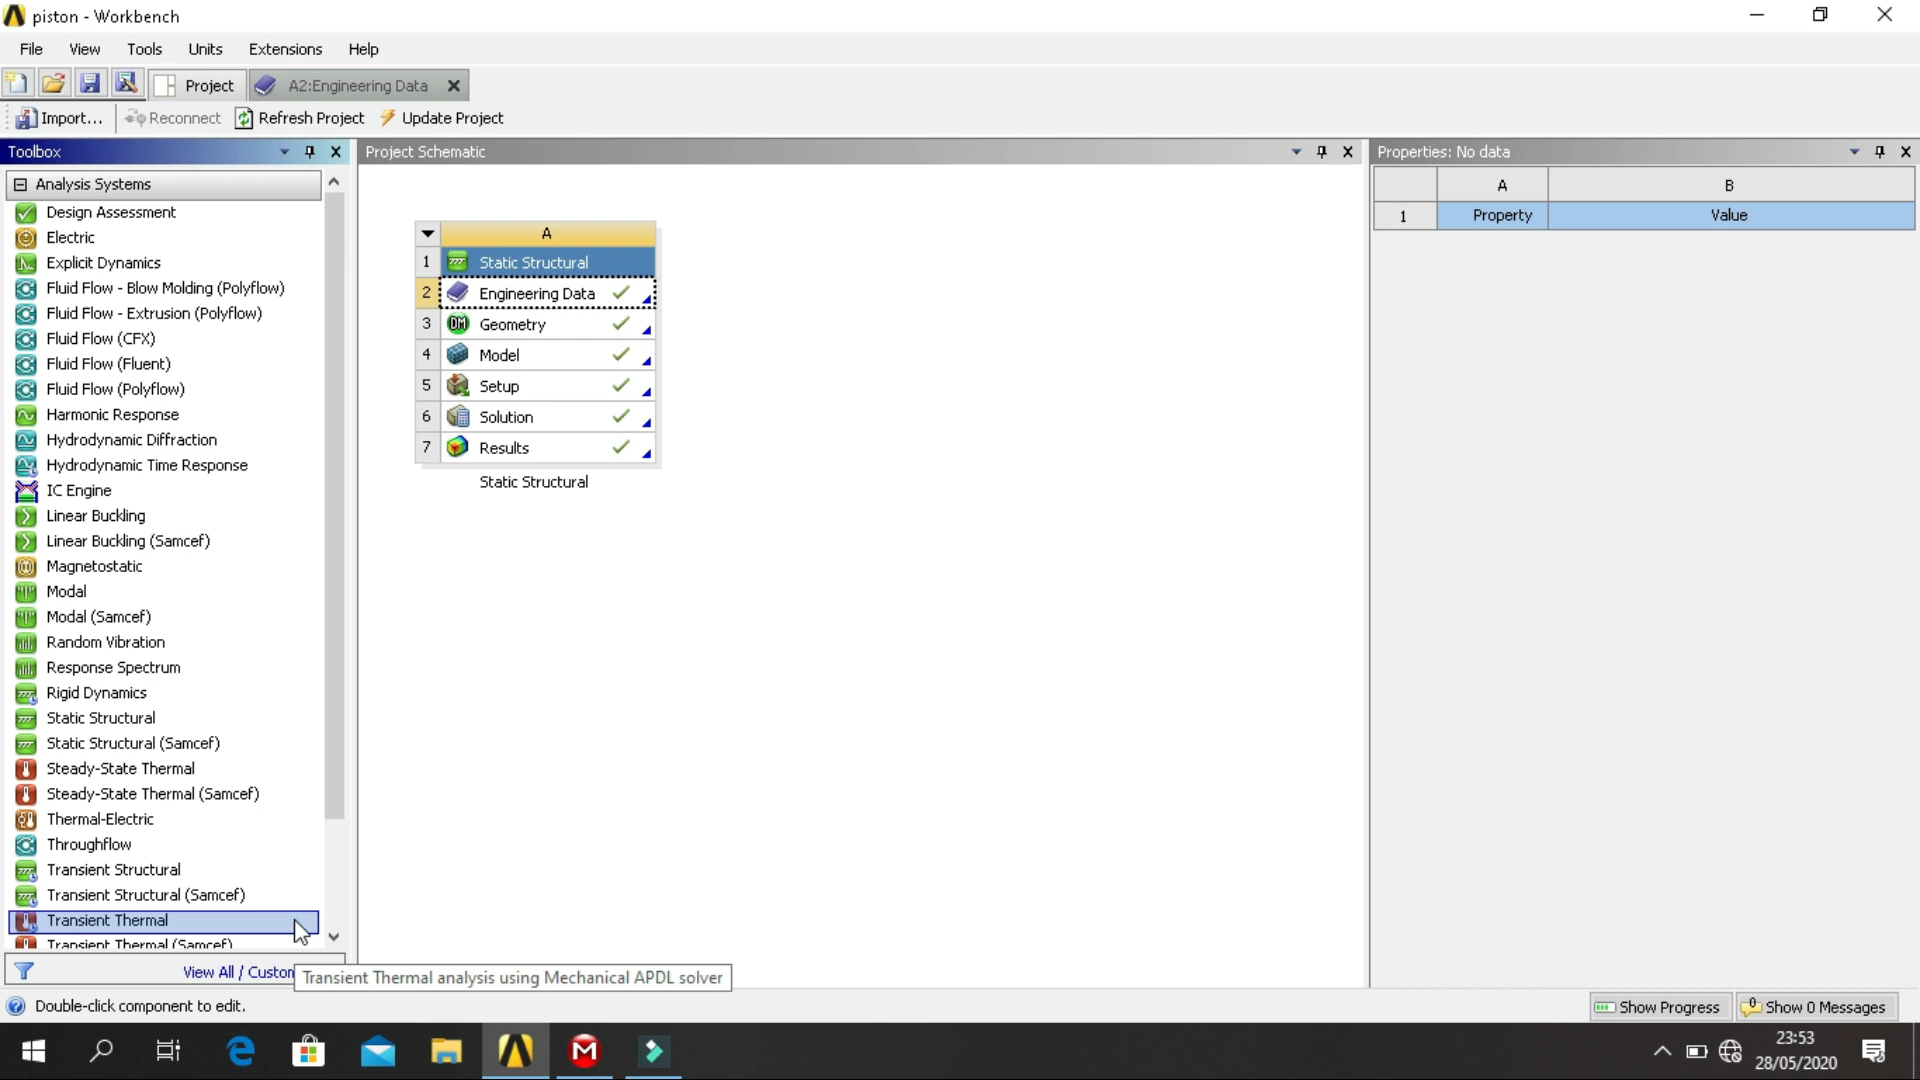 piston - Workbench
File View Tools Units Extensions Help
Project A2:Engineering Data
Import... Reconnect Refresh Project Update Project
Toolbox
Analysis Systems
Design Assessment
Electric
Explicit Dynamics
Fluid Flow - Blow Molding (Polyflow)
Fluid Flow - Extrusion (Polyflow)
Fluid Flow (CFX)
Fluid Flow (Fluent)
Fluid Flow (Polyflow)
Harmonic Response
Hydrodynamic Diffraction
Hydrodynamic Time Response
IC Engine
Linear Buckling
Linear Buckling (Samcef)
Magnetostatic
Modal
Modal (Samcef)
Random Vibration
Response Spectrum
Rigid Dynamics
Static Structural
Static Structural (Samcef)
Steady-State Thermal
Steady-State Thermal (Samcef)
Thermal-Electric
Throughflow
Transient Structural
Transient Structural (Samcef)
Transient Thermal
Transient Thermal (Samcef)
View All / Custom
Transient Thermal analysis using Mechanical APDL solver
Project Schematic
A
1 Static Structural
2 Engineering Data
3 DM Geometry
4 Model
5 Setup
6 Solution
7 Results
Static Structural
Properties: No data
A B
1 Property Value
Double-click component to edit.
Show Progress Show 0 Messages
23:53
28/05/2020